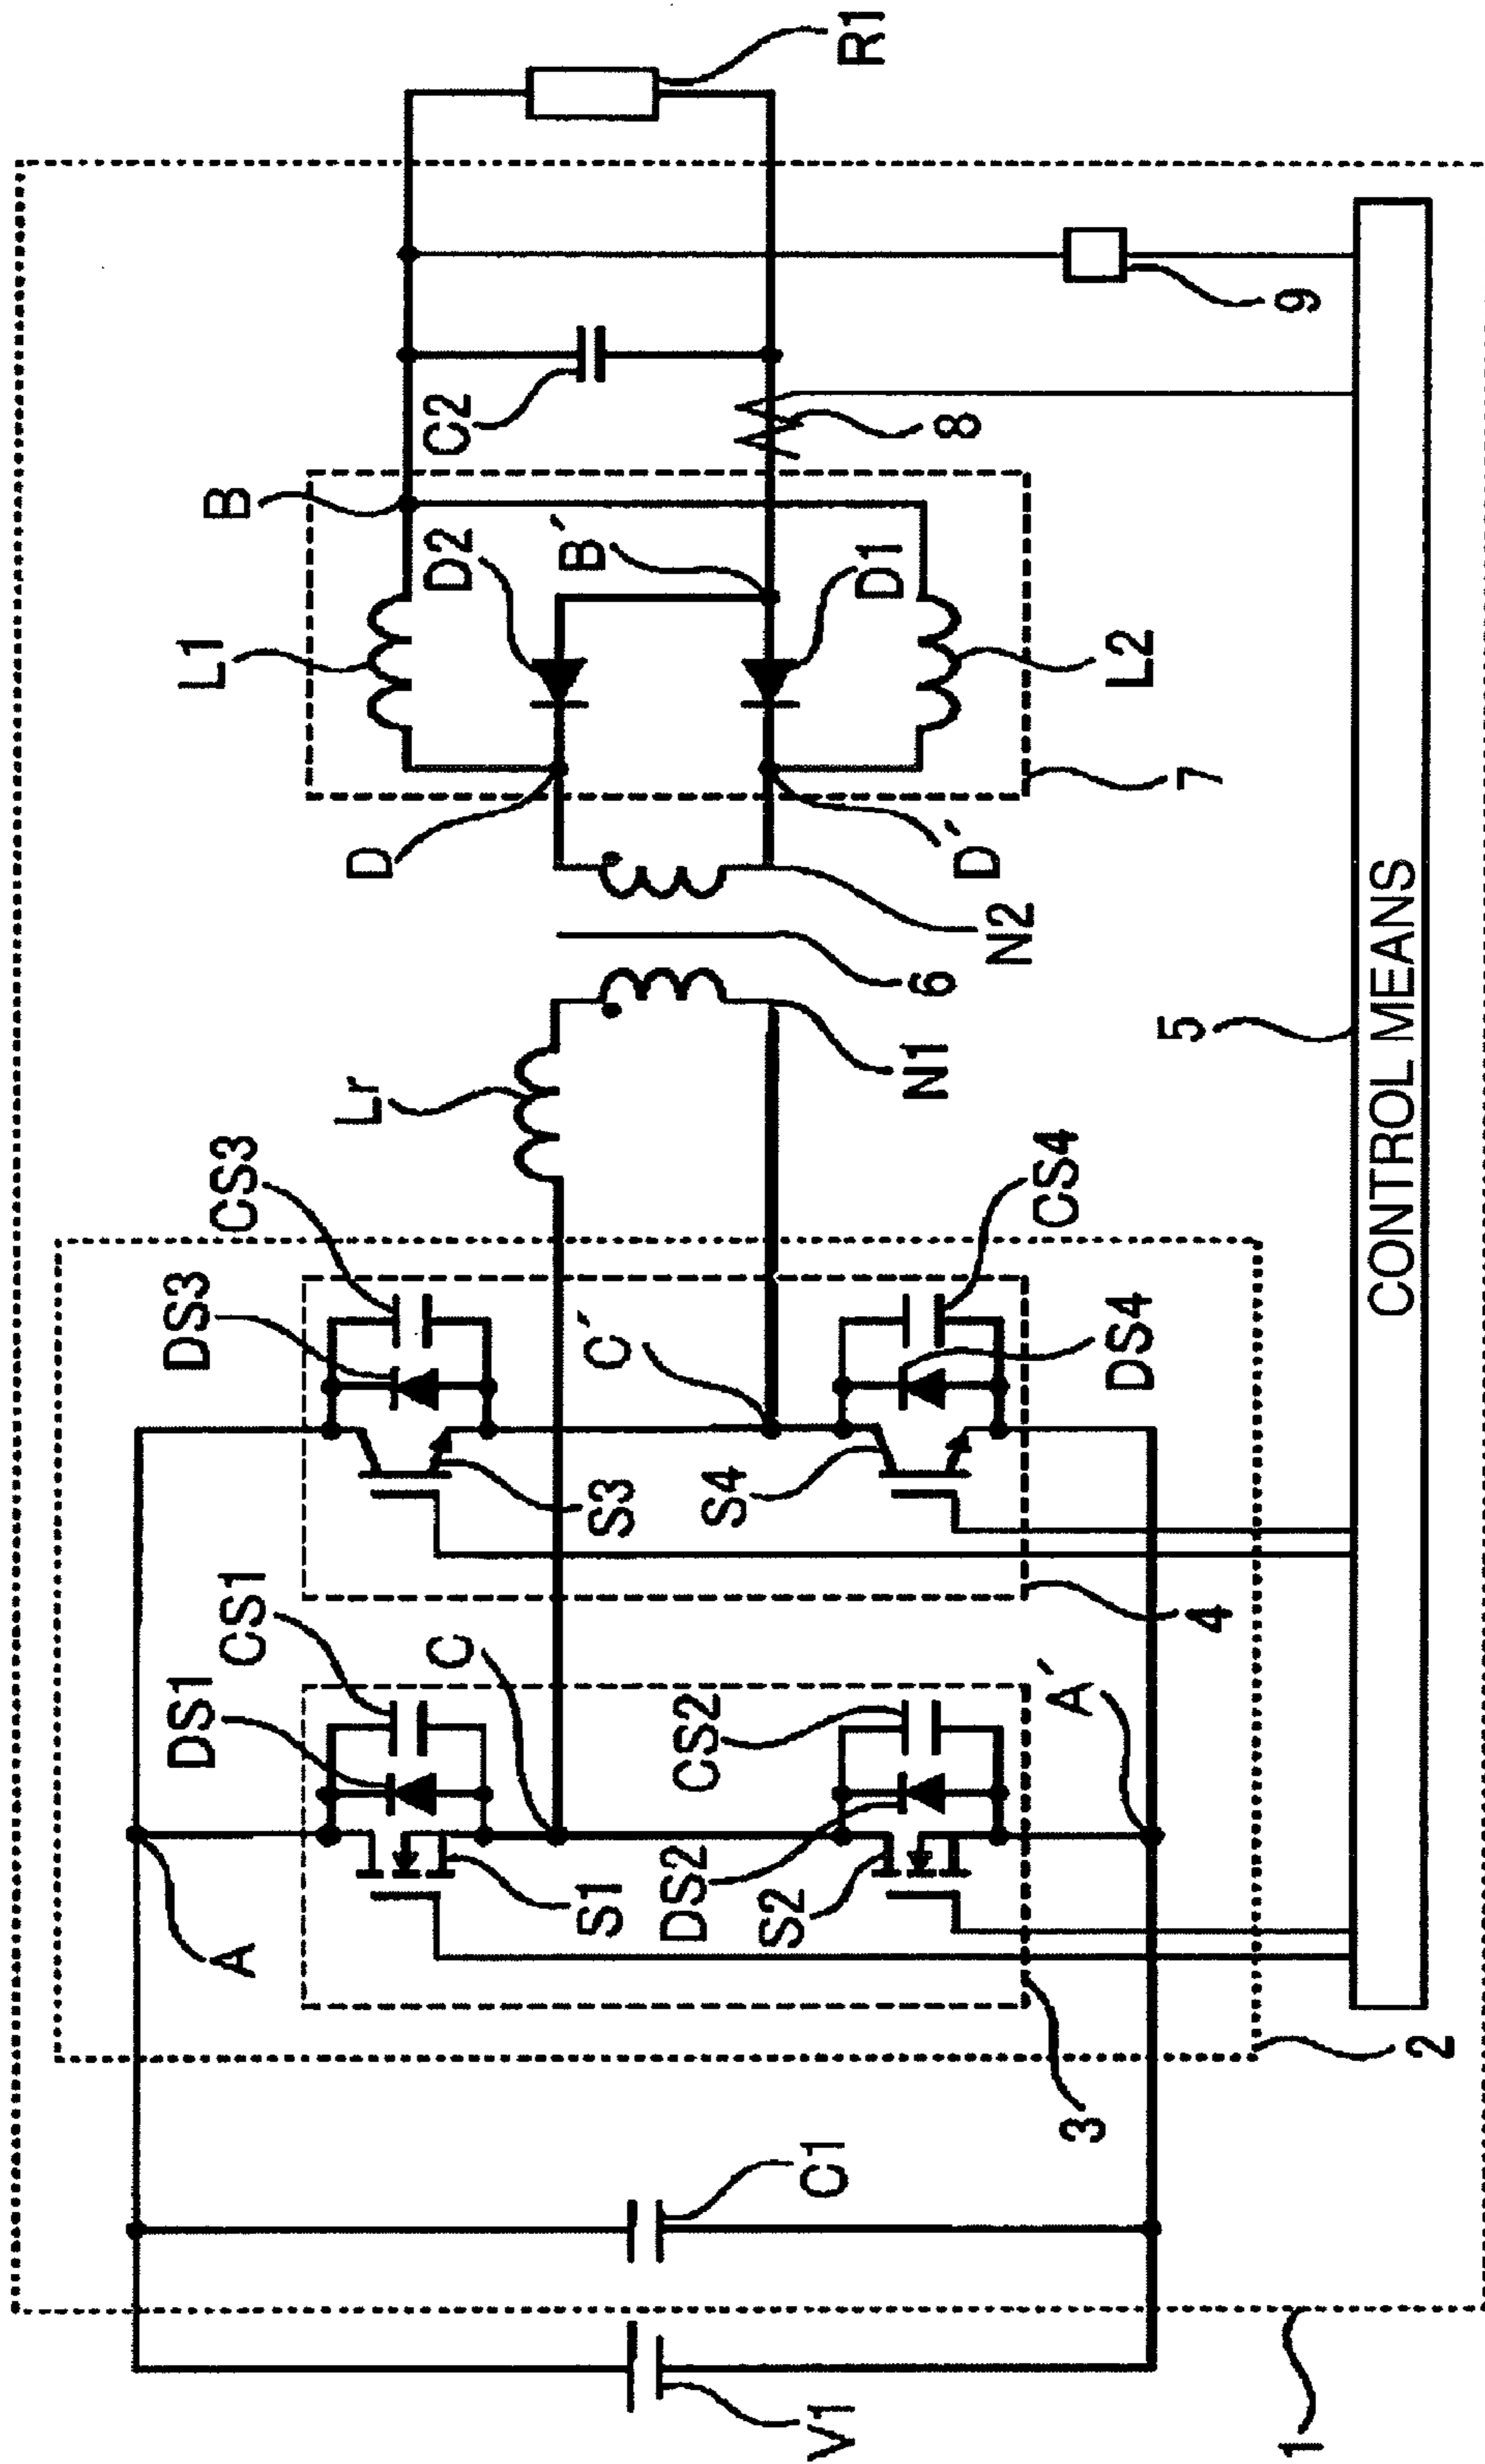 V1
C1
1
2
3
4
A
A´
C
C´
S1
DS1
CS1
S2
DS2
CS2
S3
DS3
CS3
S4
DS4
CS4
Lr
N1
6
N2
5
CONTROL MEANS
D
D´
7
L1
D2
D1
L2
B
B´
C2
8
9
R1